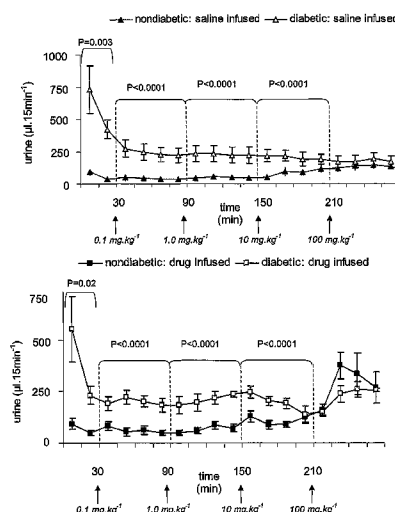 nondiabetic: saline infused diabetic: saline infused
P=0.003
1000
P<0.0001 P<0.0001 P<0.0001
750
500
250
0
urine (µl.15min⁻¹)
30 90 150 210
time
(min)
0.1 mg.kg⁻¹ 1.0 mg.kg⁻¹ 10 mg.kg⁻¹ 100 mg.kg⁻¹
nondiabetic: drug infused diabetic: drug infused
750
P=0.02
P<0.0001 P<0.0001 P<0.0001
500
250
0
urine (µl.15min⁻¹)
30 90 150 210
time
(min)
0.1 mg.kg⁻¹ 1.0 mg.kg⁻¹ 10 mg.kg⁻¹ 100 mg.kg⁻¹